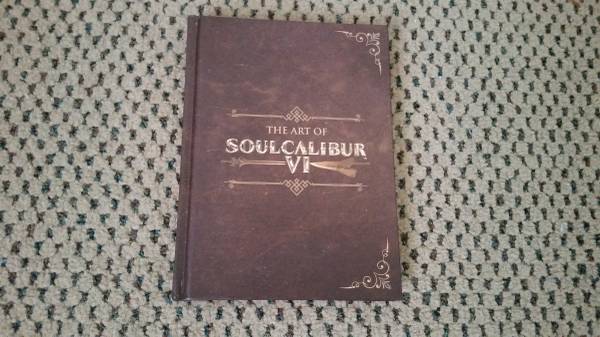 THE ART OF
SOULCALIBUR
VI